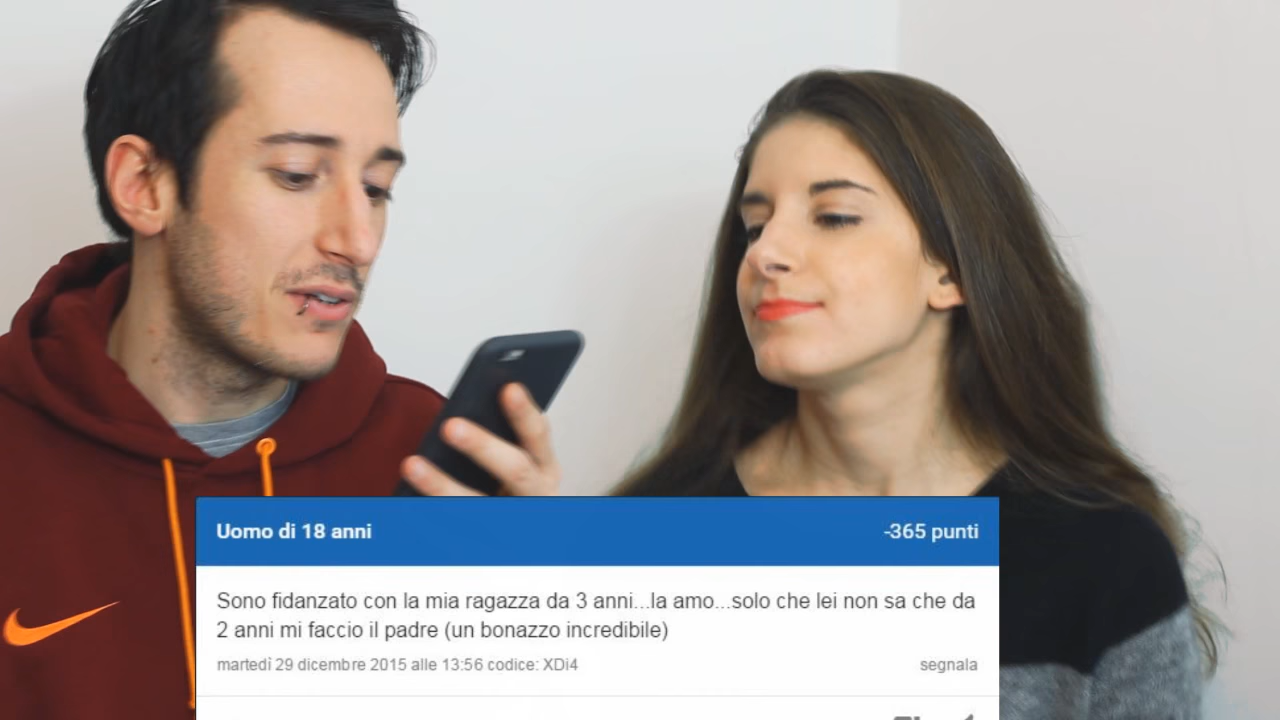 Uomo di 18 anni
-365 punti
Sono fidanzato con la mia ragazza da 3 anni...la amo...solo che lei non sa che da
2 anni mi faccio il padre (un bonazzo incredibile)
martedì 29 dicembre 2015 alle 13:56 codice: XDi4
segnala